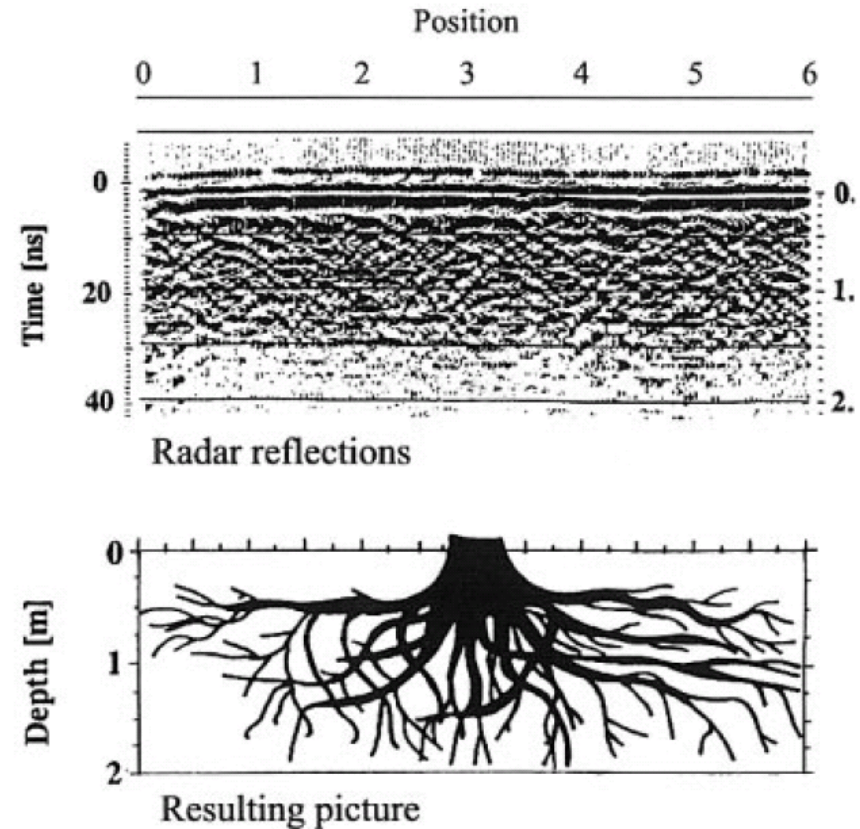 Position
0 1 2 3 4 5 6
Time [ns]
0
20
40
0.
1.
2.
Radar reflections
Depth [m]
0
1
2
Resulting picture